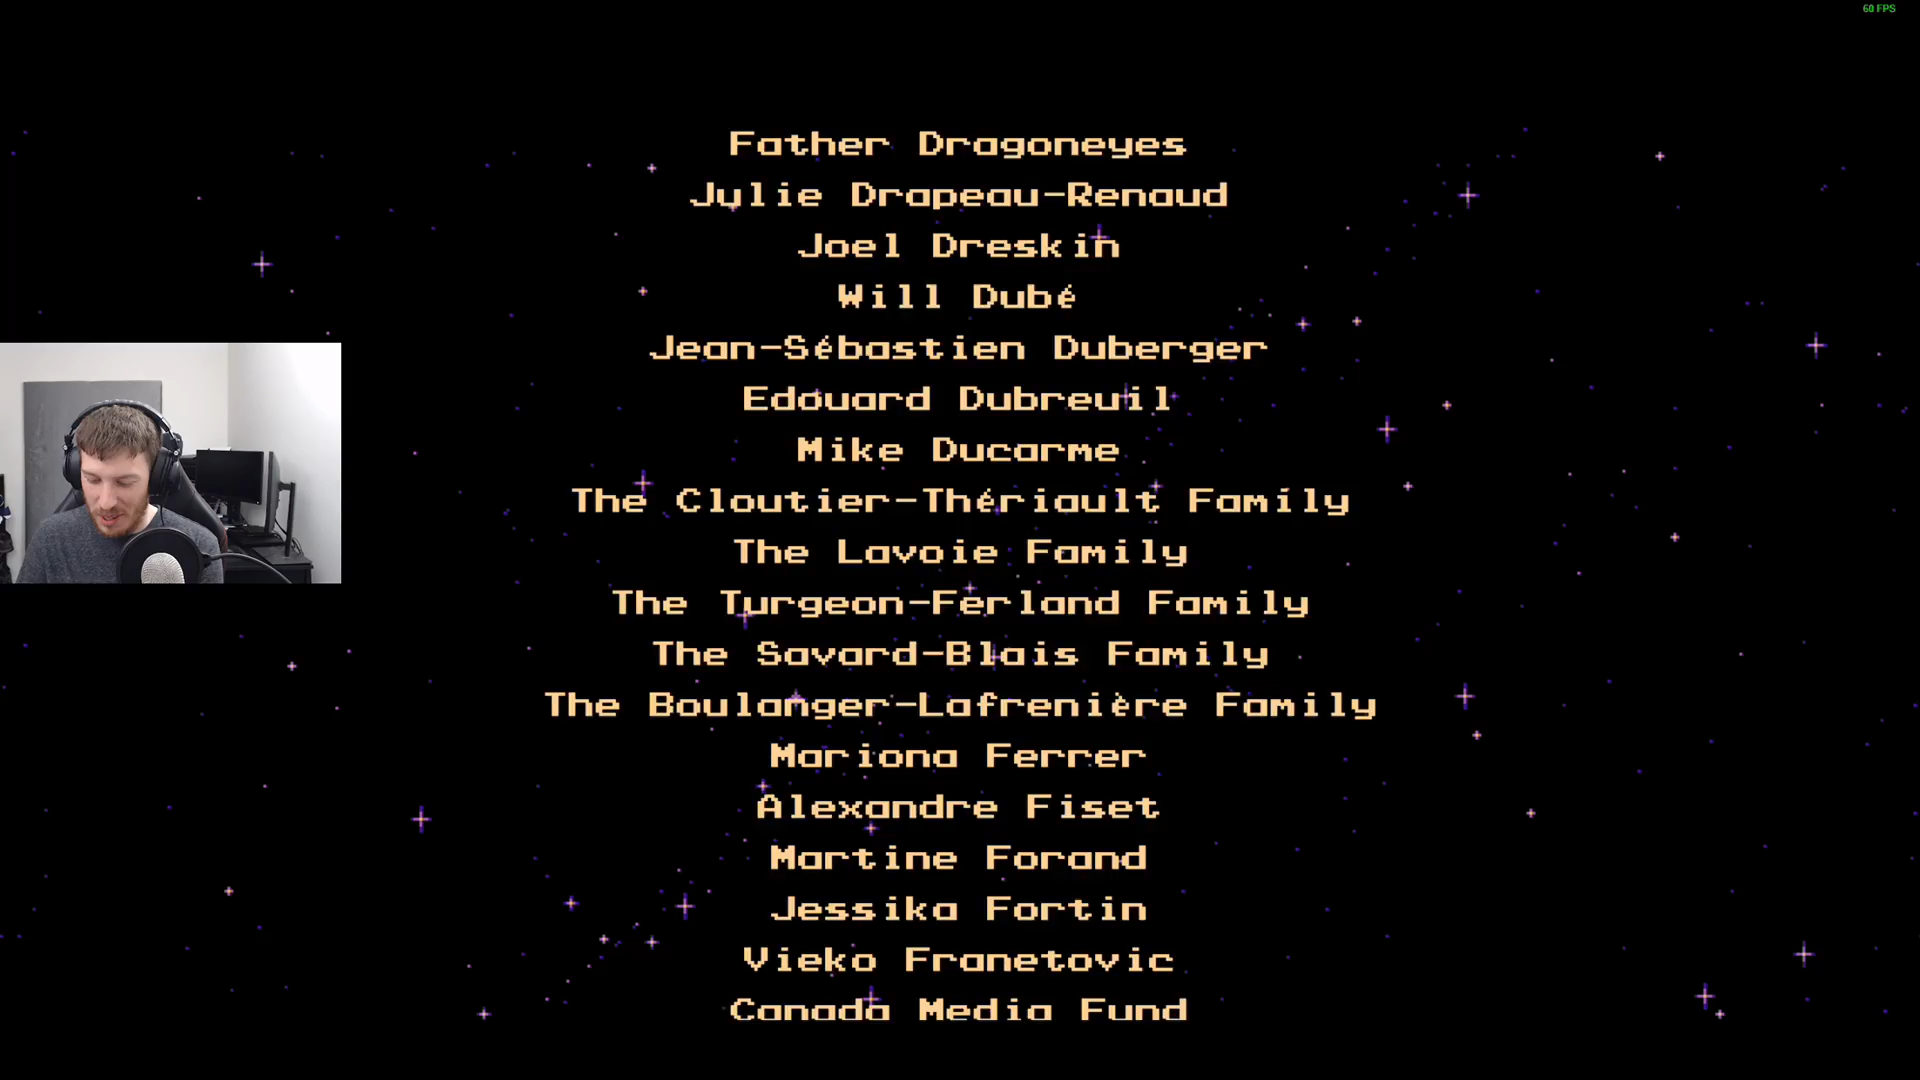 60 FPS
Father Dragoneyes
Jylie Drapeau-Renaud
Joel Dreskin
Will Dubé
Jean-Sébastien Duberger
Edouard Dubreuil
Mike Ducarme
The Cloutier-Thériault Family
The Lavoie Family
The Turgeon-Ferland Family
The Savard-Blais Family
The Boulanger-Lafrenière Family
Mariona Ferrer
Alexandre Fiset
Martine Forand
Jessika Fortin
Vieko Franetovic
Canada Media Fund